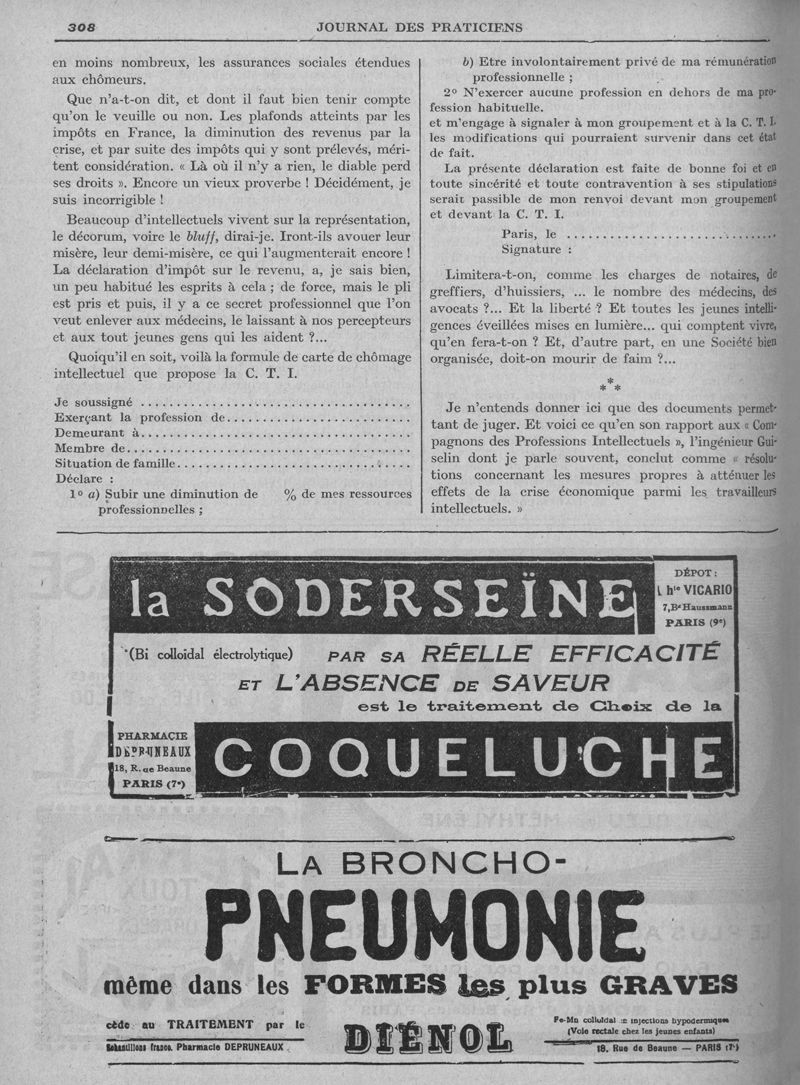 308
JOURNAL DES PRATICIENS
en moins nombreux, les assurances sociales étendues
aux chômeurs.
Que n'a-t-on dit, et dont il faut bien tenir compte
qu'on le veuille ou non. Les plafonds atteints par les
impôts en France, la diminution des revenus par la
crise, et par suite des impôts qui y sont prélevés, méri-
tent considération. « Là où il n'y a rien, le diable perd
ses droits ». Encore un vieux proverbe ! Décidément, je
suis incorrigible !
Beaucoup d'intellectuels vivent sur la représentation,
le décorum, voire le bluff, dirai-je. Iront-ils avouer leur
misère, leur demi-misère, ce qui l'augmenterait encore !
La déclaration d'impôt sur le revenu, a, je sais bien,
un peu habitué les esprits à cela ; de force, mais le pli
est pris et puis, il y a ce secret professionnel que l'on
veut enlever aux médecins, le laissant à nos percepteurs
et aux tout jeunes gens qui les aident ?...
Quoiqu'il en soit, voilà la formule de carte de chômage
intellectuel que propose la C. T. I.
Je soussigné ....................................
Exerçant la profession de.........................
Demeurant à.....................................
Membre de......................................
Situation de famille...............................
Déclare :
1º a) Subir une diminution de % de mes ressources
professionnelles ;
b) Etre involontairement privé de ma rémunération
professionnelle ;
2º N'exercer aucune profession en dehors de ma pro-
fession habituelle.
et m'engage à signaler à mon groupement et à la C. T. I.
les modifications qui pourraient survenir dans cet état
de fait.
La présente déclaration est faite de bonne foi et en
toute sincérité et toute contravention à ses stipulations
serait passible de mon renvoi devant mon groupement
et devant la C. T. I.
Paris, le ............................
Signature :
Limitera-t-on, comme les charges de notaires, de
greffiers, d'huissiers, ... le nombre des médecins, des
avocats ?... Et la liberté ? Et toutes les jeunes intelli-
gences éveillées mises en lumière... qui comptent vivre,
qu'en fera-t-on ? Et, d'autre part, en une Société bien
organisée, doit-on mourir de faim ?...
* * *
Je n'entends donner ici que des documents permet-
tant de juger. Et voici ce qu'en son rapport aux « Com-
pagnons des Professions Intellectuels », l'ingénieur Gui-
selin dont je parle souvent, conclut comme « résolu-
tions concernant les mesures propres à atténuer les
effets de la crise économique parmi les travailleurs
intellectuels. »
la SODERSEÏNE
DÉPOT :
hie VICARIO
7, Bd Haussmann
PARIS (9e)
(Bi colloïdal électrolytique) PAR SA RÉELLE EFFICACITÉ
ET L'ABSENCE DE SAVEUR
est le traitement de Choix de la
PHARMACIE
DEPRUNEAUX
18, R. de Beaune
PARIS (7e)
COQUELUCHE
LA BRONCHO-
PNEUMONIE
même dans les FORMES les plus GRAVES
cède au TRAITEMENT par le
Echantillons franco. Pharmacie DEPRUNEAUX
DIÉNOL
Fe-Mn colloïdal en injections hypodermiques
(Voie rectale chez les jeunes enfants)
18, Rue de Beaune — PARIS (7e)